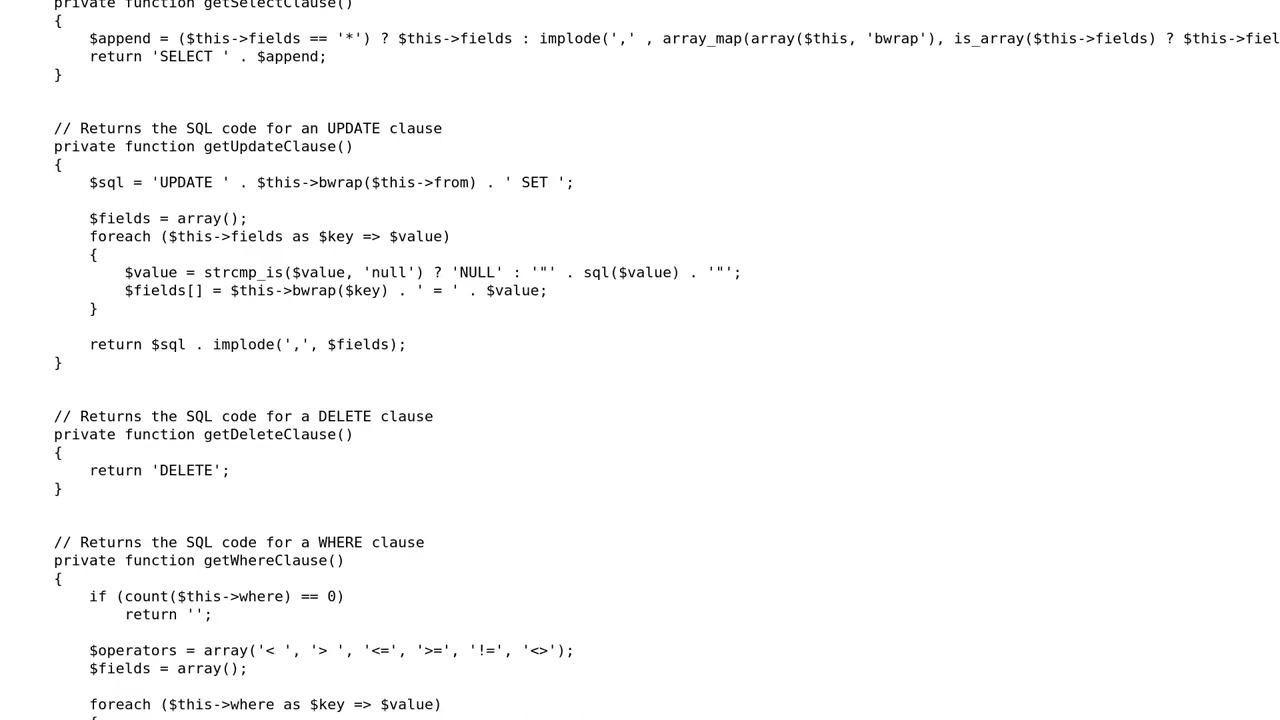 private function getSelectClause()
{
$append = ($this->fields == '*') ? $this->fields : implode(',' , array_map(array($this, 'bwrap'), is_array($this->fields) ? $this->fiel
return 'SELECT ' . $append;
}
// Returns the SQL code for an UPDATE clause
private function getUpdateClause()
{
$sql = 'UPDATE ' . $this->bwrap($this->from) . ' SET ';
$fields = array();
foreach ($this->fields as $key => $value)
{
$value = strcmp_is($value, 'null') ? 'NULL' : '"' . sql($value) . '"';
$fields[] = $this->bwrap($key) . ' = ' . $value;
}
return $sql . implode(',', $fields);
}
// Returns the SQL code for a DELETE clause
private function getDeleteClause()
{
return 'DELETE';
}
// Returns the SQL code for a WHERE clause
private function getWhereClause()
{
if (count($this->where) == 0)
return '';
$operators = array('< ', '> ', '<=', '>=', '!=', '<>');
$fields = array();
foreach ($this->where as $key => $value)
{